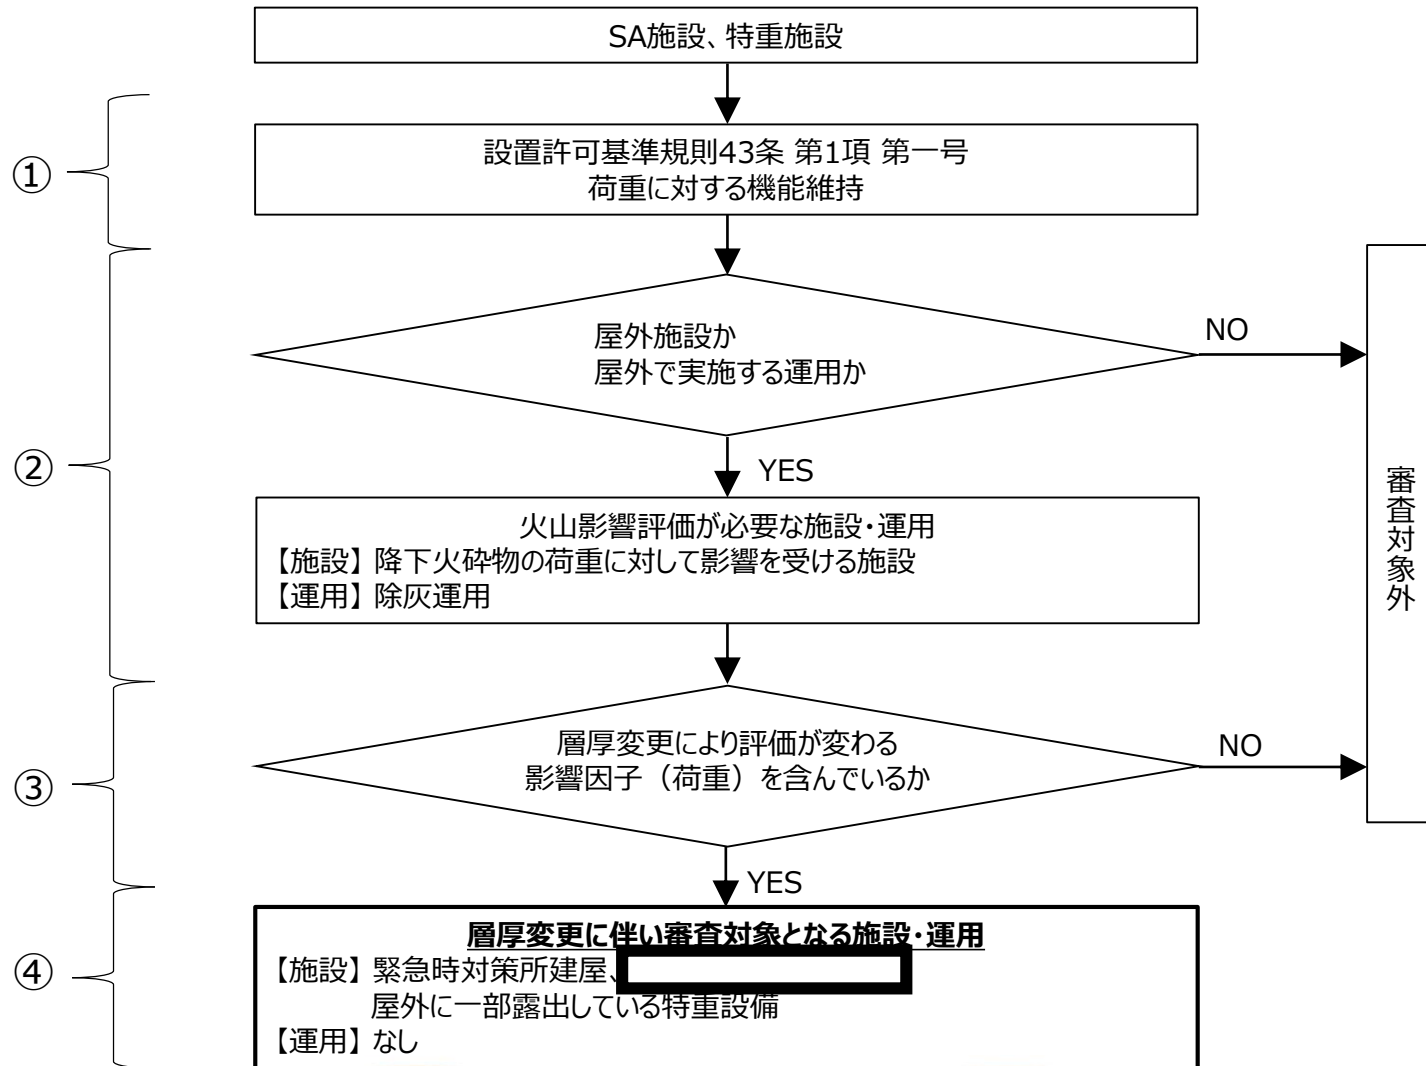 SA施設、特重施設
①
設置許可基準規則43条 第1項 第一号
荷重に対する機能維持
②
屋外施設か
屋外で実施する運用か
NO
YES
審査対象外
火山影響評価が必要な施設・運用
【施設】降下火砕物の荷重に対して影響を受ける施設
【運用】除灰運用
③
層厚変更により評価が変わる
影響因子（荷重）を含んでいるか
NO
YES
④
層厚変更に伴い審査対象となる施設・運用
【施設】緊急時対策所建屋、
屋外に一部露出している特重設備
【運用】なし